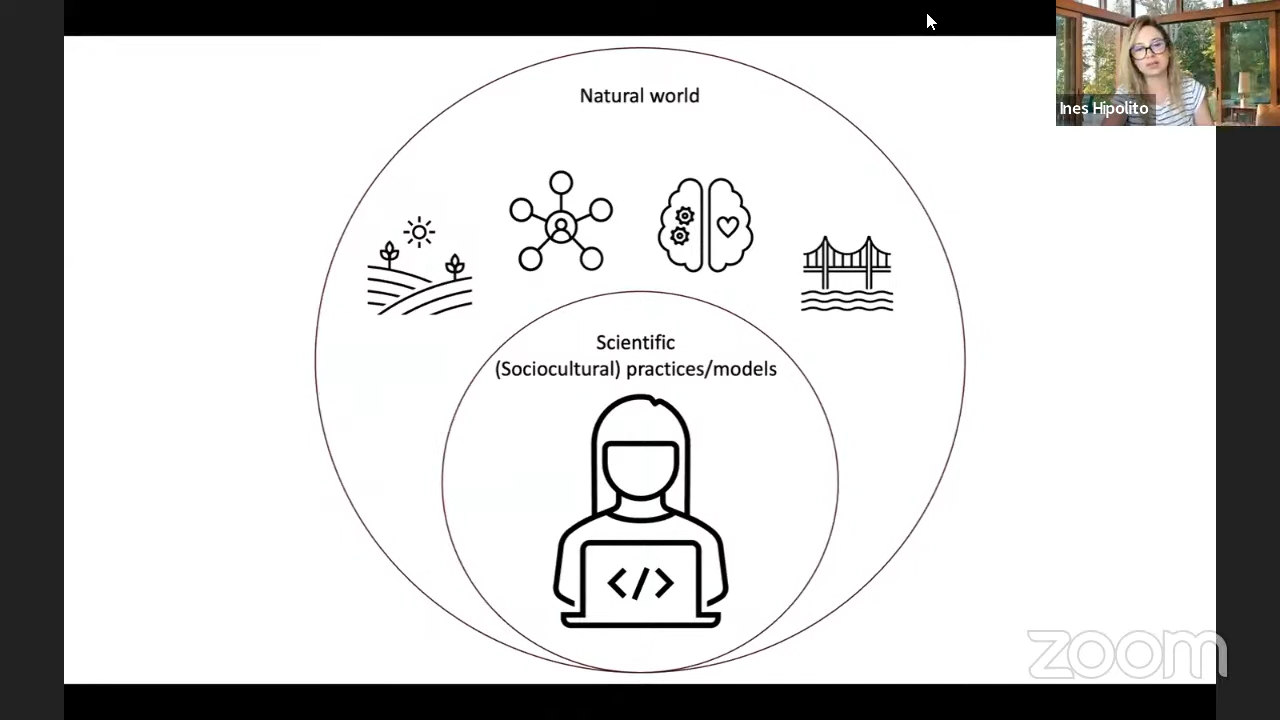 Natural world
Ines Hipolito
Scientific
(Sociocultural) practices/models
</>
zoom